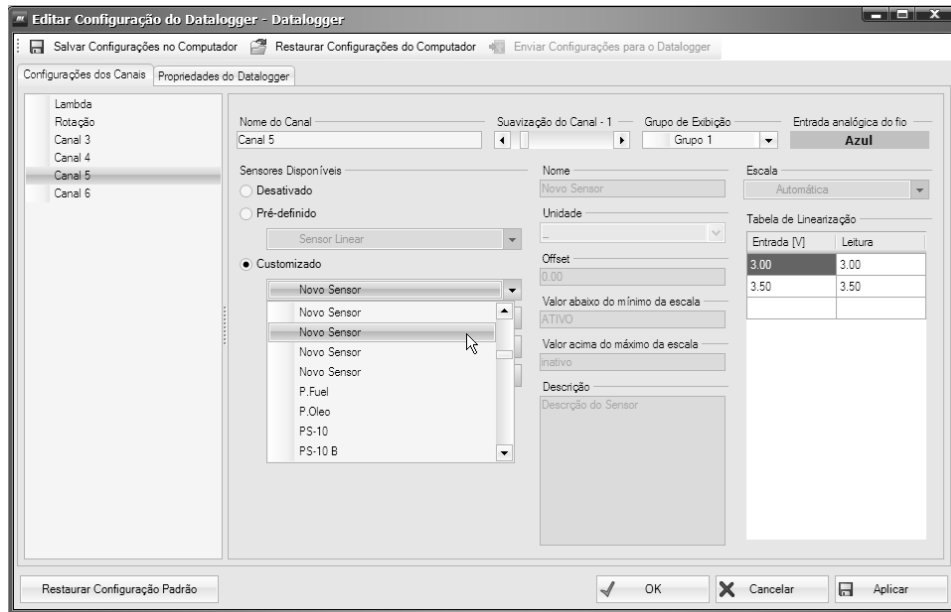 Editar Configuração do Datalogger - Datalogger
Salvar Configurações no Computador Restaurar Configurações do Computador Enviar Configurações para o Datalogger
Configurações dos Canais Propriedades do Datalogger
Lambda
Rotação
Canal 3
Canal 4
Canal 5
Canal 6
Nome do Canal
Canal 5
Suavização do Canal - 1
Grupo de Exibição
Grupo 1
Entrada analógica do fio
Azul
Sensores Disponíveis
Desativado
Pré-definido
Sensor Linear
Customizado
Novo Sensor
Novo Sensor
Novo Sensor
Novo Sensor
Novo Sensor
P.Fuel
P.Oleo
PS-10
PS-10 B
Nome
Novo Sensor
Unidade
_
Offset
0.00
Valor abaixo do mínimo da escala
ATIVO
Valor acima do máximo da escala
inativo
Descrição
Descrção do Sensor
Escala
Automática
Tabela de Linearização
Entrada [V] Leitura
3.00 3.00
3.50 3.50
Restaurar Configuração Padrão
OK
Cancelar
Aplicar